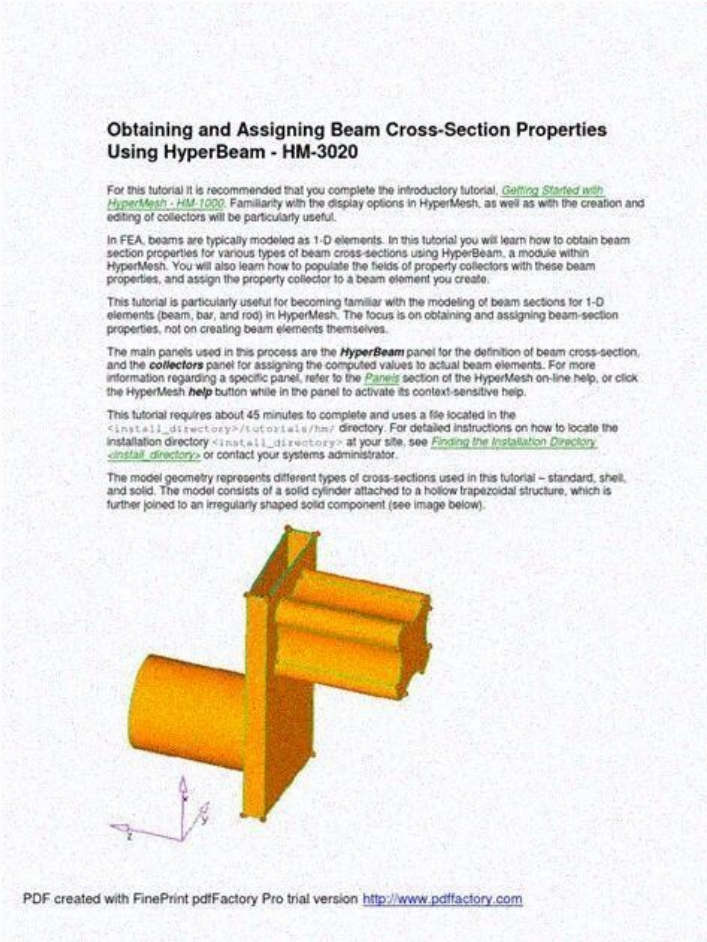 Obtaining and Assigning Beam Cross-Section Properties
Using HyperBeam - HM-3020
For this tutorial it is recommended that you complete the introductory tutorial, Getting Started with
HyperMesh - HM-1000. Familiarity with the display options in HyperMesh, as well as with the creation and
editing of collectors will be particularly useful.
In FEA, beams are typically modeled as 1-D elements. In this tutorial you will learn how to obtain beam
section properties for various types of beam cross-sections using HyperBeam, a module within
HyperMesh. You will also learn how to populate the fields of property collectors with these beam
properties, and assign the property collector to a beam element you create.
This tutorial is particularly useful for becoming familiar with the modeling of beam sections for 1-D
elements (beam, bar, and rod) in HyperMesh. The focus is on obtaining and assigning beam-section
properties, not on creating beam elements themselves.
The main panels used in this process are the HyperBeam panel for the definition of beam cross-section,
and the collectors panel for assigning the computed values to actual beam elements. For more
information regarding a specific panel, refer to the Panels section of the HyperMesh on-line help, or click
the HyperMesh help button while in the panel to activate its context-sensitive help.
This tutorial requires about 45 minutes to complete and uses a file located in the
<install_directory>/tutorials/hm/ directory. For detailed instructions on how to locate the
installation directory <install_directory> at your site, see Finding the Installation Directory
<install_directory> or contact your systems administrator.
The model geometry represents different types of cross-sections used in this tutorial – standard, shell,
and solid. The model consists of a solid cylinder attached to a hollow trapezoidal structure, which is
further joined to an irregularly shaped solid component (see image below).
X
Y
Z
PDF created with FinePrint pdfFactory Pro trial version http://www.pdffactory.com